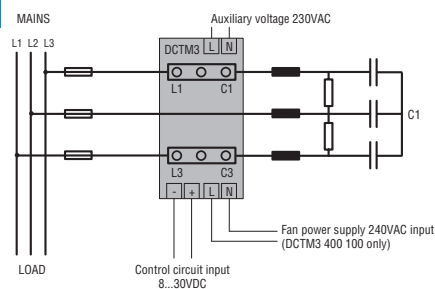 MAINS
Auxiliary voltage 230VAC
L1 L2 L3
DCTM3 L N
L1 C1
C1
L3 C3
- + L N
Fan power supply 240VAC input
(DCTM3 400 100 only)
LOAD
Control circuit input
8...30VDC